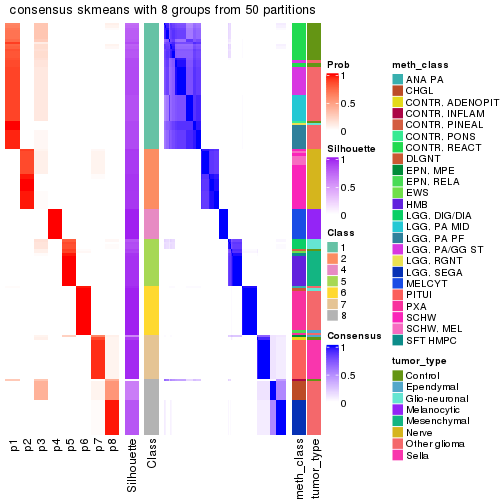 consensus skmeans with 8 groups from 50 partitions
Prob
1
0.5
0
Silhouette
1
0.5
0
Class
1
2
4
5
6
7
8
Consensus
1
0.5
0
meth_class
ANA PA
CHGL
CONTR. ADENOPIT
CONTR. INFLAM
CONTR. PINEAL
CONTR. PONS
CONTR. REACT
DLGNT
EPN. MPE
EPN. RELA
EWS
HMB
LGG. DIG/DIA
LGG. PA MID
LGG. PA PF
LGG. PA/GG ST
LGG. RGNT
LGG. SEGA
MELCYT
PITUI
PXA
SCHW
SCHW. MEL
SFT HMPC
tumor_type
Control
Ependymal
Glio-neuronal
Melanocytic
Mesenchymal
Nerve
Other glioma
Sella
p1
p2
p3
p4
p5
p6
p7
p8
Silhouette
Class
meth_class
tumor_type